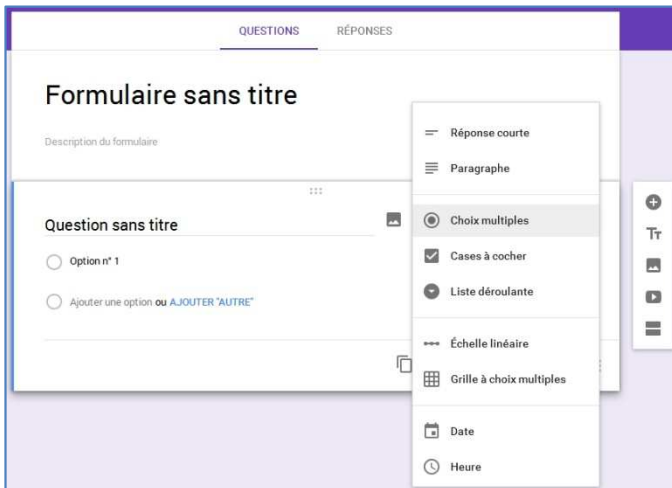 QUESTIONS RÉPONSES
Formulaire sans titre
Description du formulaire
Question sans titre
Option n° 1
Ajouter une option ou AJOUTER "AUTRE"
Réponse courte
Paragraphe
Choix multiples
Cases à cocher
Liste déroulante
Échelle linéaire
Grille à choix multiples
Date
Heure
Tт